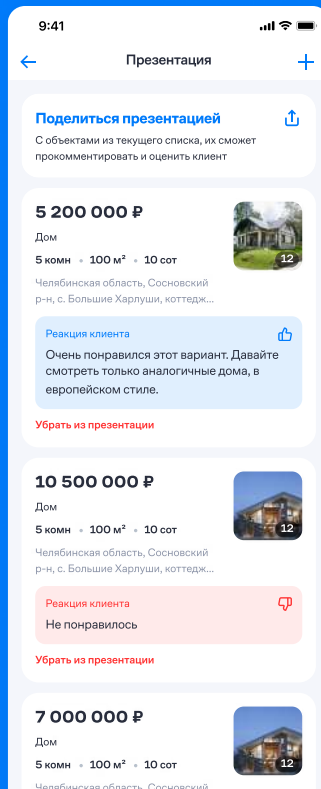 9:41
Презентация
Поделиться презентацией
С объектами из текущего списка, их сможет
прокомментировать и оценить клиент
5 200 000 ₽
Дом
5 комн • 100 м² • 10 сот
Челябинская область, Сосновский
р-н, с. Большие Харлуши, коттедж...
12
Реакция клиента
Очень понравился этот вариант. Давайте
смотреть только аналогичные дома, в
европейском стиле.
Убрать из презентации
10 500 000 ₽
Дом
5 комн • 100 м² • 10 сот
Челябинская область, Сосновский
р-н, с. Большие Харлуши, коттедж...
12
Реакция клиента
Не понравилось
Убрать из презентации
7 000 000 ₽
Дом
5 комн • 100 м² • 10 сот
12
Челябинская область, Сосновский